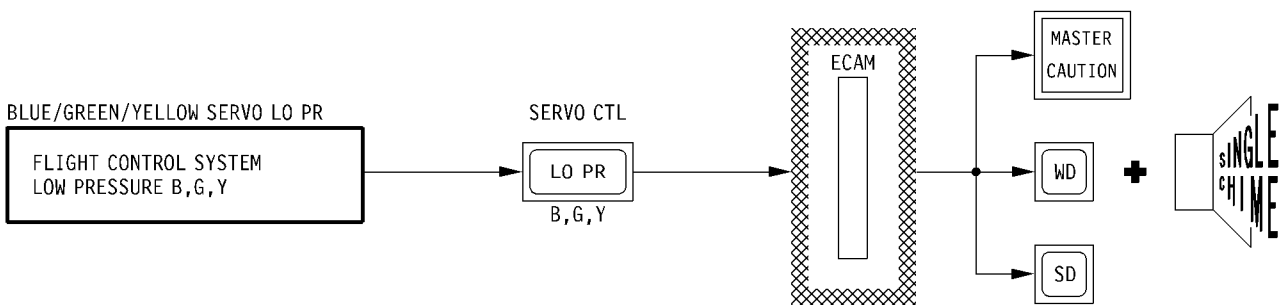 BLUE/GREEN/YELLOW SERVO LO PR
FLIGHT CONTROL SYSTEM
LOW PRESSURE B,G,Y
SERVO CTL
LO PR
B,G,Y
ECAM
MASTER
CAUTION
WD
SD
SINGLE
CHIME